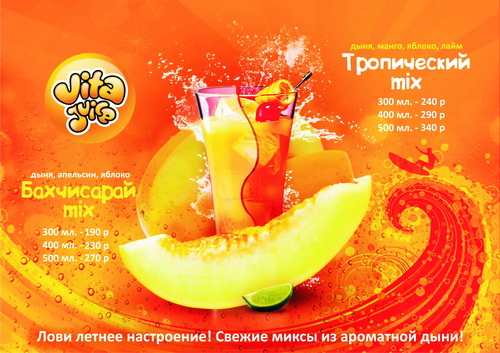 Vita
Juice
дыня, манго, яблоко, лайм
Тропический
mix
300 мл. - 240 р
400 мл. - 290 р
500 мл. - 340 р
дыня, апельсин, яблоко
Бахчисарай
mix
300 мл. -190 р
400 мл. -230 р
500 мл. -270 р
Лови летнее настроение! Свежие миксы из ароматной дыни!